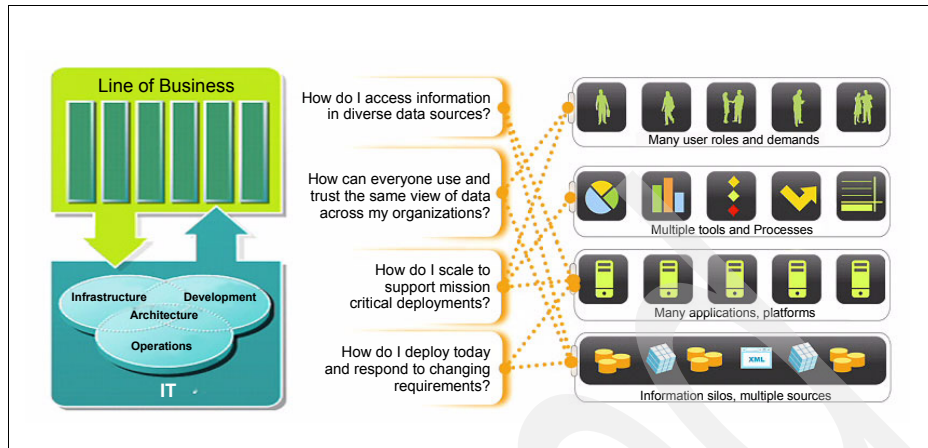 Line of Business
Infrastructure
Development
Architecture
Operations
IT
How do I access information
in diverse data sources?
How can everyone use and
trust the same view of data
across my organizations?
How do I scale to
support mission
critical deployments?
How do I deploy today
and respond to changing
requirements?
Many user roles and demands
Multiple tools and Processes
Many applications, platforms
XML
Information silos, multiple sources